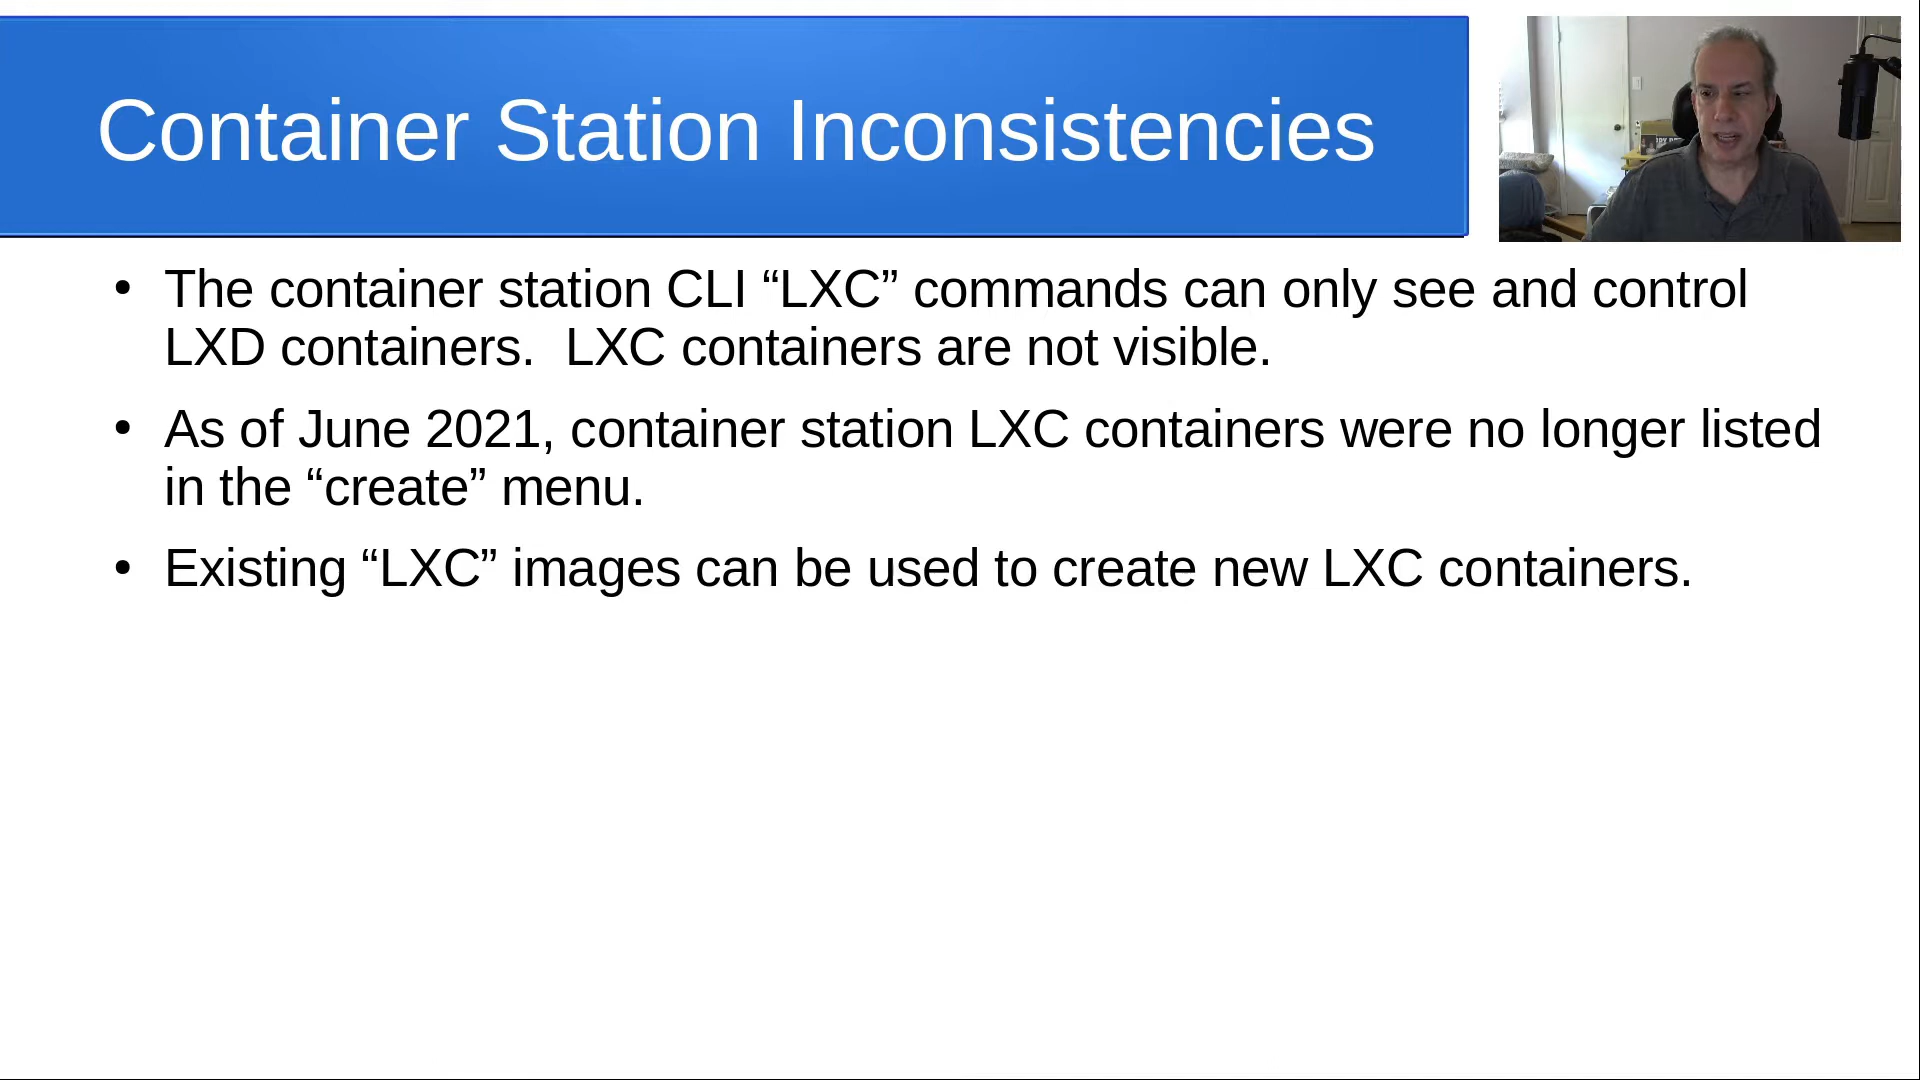 Container Station Inconsistencies
• The container station CLI “LXC” commands can only see and control
LXD containers.  LXC containers are not visible.
• As of June 2021, container station LXC containers were no longer listed
in the “create” menu.
• Existing “LXC” images can be used to create new LXC containers.